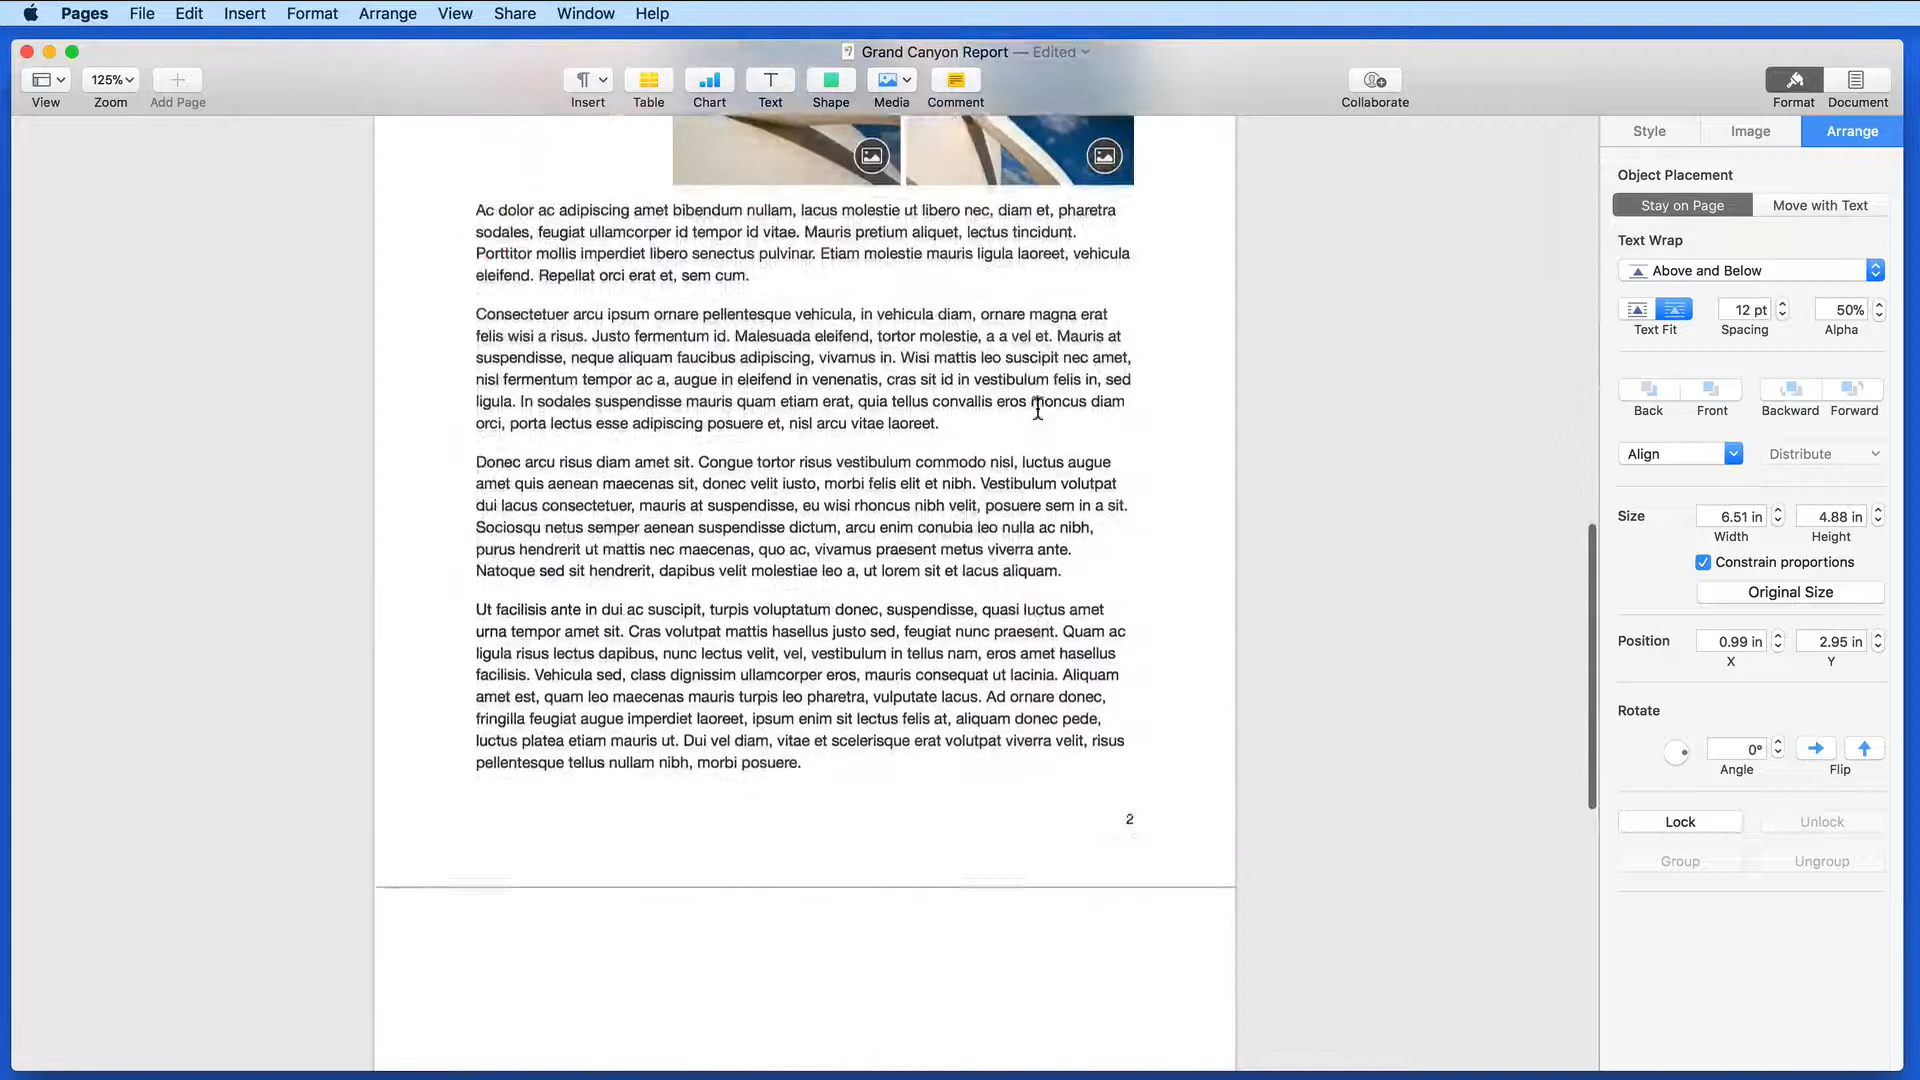 Pages File Edit Insert Format Arrange View Share Window Help
Grand Canyon Report — Edited
125%
View Zoom Add Page Insert Table Chart Text Shape Media Comment Collaborate Format Document
Style Image Arrange
Object Placement
Stay on Page Move with Text
Text Wrap
Above and Below
12 pt 50%
Text Fit Spacing Alpha
Back Front Backward Forward
Align Distribute
Size 6.51 in 4.88 in
Width Height
Constrain proportions
Original Size
Position 0.99 in 2.95 in
X Y
Rotate
0°
Angle Flip
Lock Unlock
Group Ungroup
Ac dolor ac adipiscing amet bibendum nullam, lacus molestie ut libero nec, diam et, pharetra
sodales, feugiat ullamcorper id tempor id vitae. Mauris pretium aliquet, lectus tincidunt.
Porttitor mollis imperdiet libero senectus pulvinar. Etiam molestie mauris ligula laoreet, vehicula
eleifend. Repellat orci erat et, sem cum.
Consectetuer arcu ipsum ornare pellentesque vehicula, in vehicula diam, ornare magna erat
felis wisi a risus. Justo fermentum id. Malesuada eleifend, tortor molestie, a a vel et. Mauris at
suspendisse, neque aliquam faucibus adipiscing, vivamus in. Wisi mattis leo suscipit nec amet,
nisl fermentum tempor ac a, augue in eleifend in venenatis, cras sit id in vestibulum felis in, sed
ligula. In sodales suspendisse mauris quam etiam erat, quia tellus convallis eros rhoncus diam
orci, porta lectus esse adipiscing posuere et, nisl arcu vitae laoreet.
Donec arcu risus diam amet sit. Congue tortor risus vestibulum commodo nisl, luctus augue
amet quis aenean maecenas sit, donec velit iusto, morbi felis elit et nibh. Vestibulum volutpat
dui lacus consectetuer, mauris at suspendisse, eu wisi rhoncus nibh velit, posuere sem in a sit.
Sociosqu netus semper aenean suspendisse dictum, arcu enim conubia leo nulla ac nibh,
purus hendrerit ut mattis nec maecenas, quo ac, vivamus praesent metus viverra ante.
Natoque sed sit hendrerit, dapibus velit molestiae leo a, ut lorem sit et lacus aliquam.
Ut facilisis ante in dui ac suscipit, turpis voluptatum donec, suspendisse, quasi luctus amet
urna tempor amet sit. Cras volutpat mattis hasellus justo sed, feugiat nunc praesent. Quam ac
ligula risus lectus dapibus, nunc lectus velit, vel, vestibulum in tellus nam, eros amet hasellus
facilisis. Vehicula sed, class dignissim ullamcorper eros, mauris consequat ut lacinia. Aliquam
amet est, quam leo maecenas mauris turpis leo pharetra, vulputate lacus. Ad ornare donec,
fringilla feugiat augue imperdiet laoreet, ipsum enim sit lectus felis at, aliquam donec pede,
luctus platea etiam mauris ut. Dui vel diam, vitae et scelerisque erat volutpat viverra velit, risus
pellentesque tellus nullam nibh, morbi posuere.
2